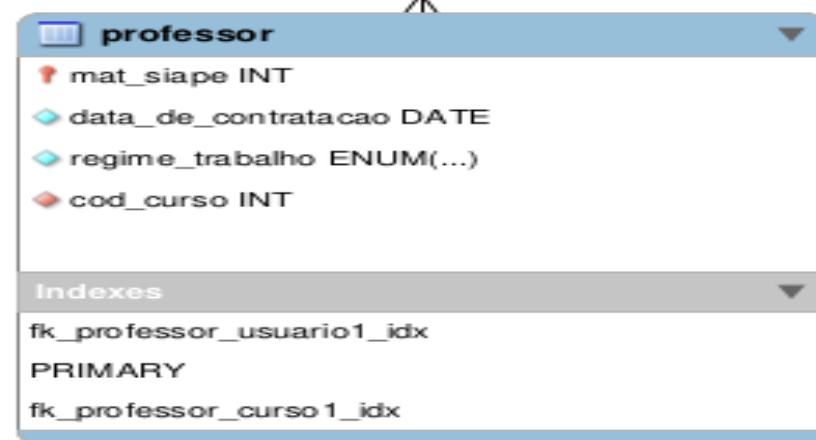 professor
mat_siape INT
data_de_contratacao DATE
regime_trabalho ENUM(...)
cod_curso INT
Indexes
fk_professor_usuario1_idx
PRIMARY
fk_professor_curso1_idx